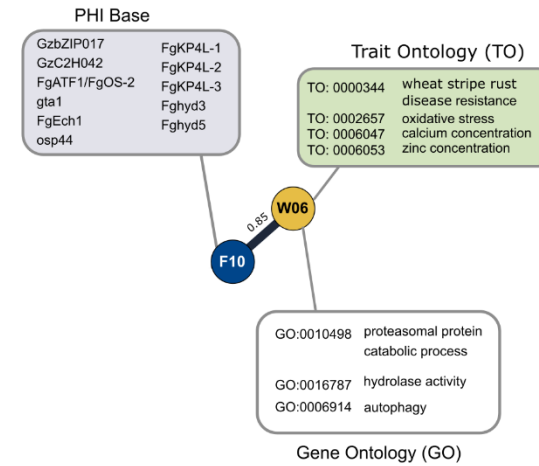 PHI Base
GzbZIP017
GzC2H042
FgATF1/FgOS-2
gta1
FgEch1
osp44
FgKP4L-1
FgKP4L-2
FgKP4L-3
Fghyd3
Fghyd5
Trait Ontology (TO)
TO: 0000344 wheat stripe rust
disease resistance
TO: 0002657 oxidative stress
TO: 0006047 calcium concentration
TO: 0006053 zinc concentration
W06
0.85
F10
GO:0010498 proteasomal protein
catabolic process
GO:0016787 hydrolase activity
GO:0006914 autophagy
Gene Ontology (GO)